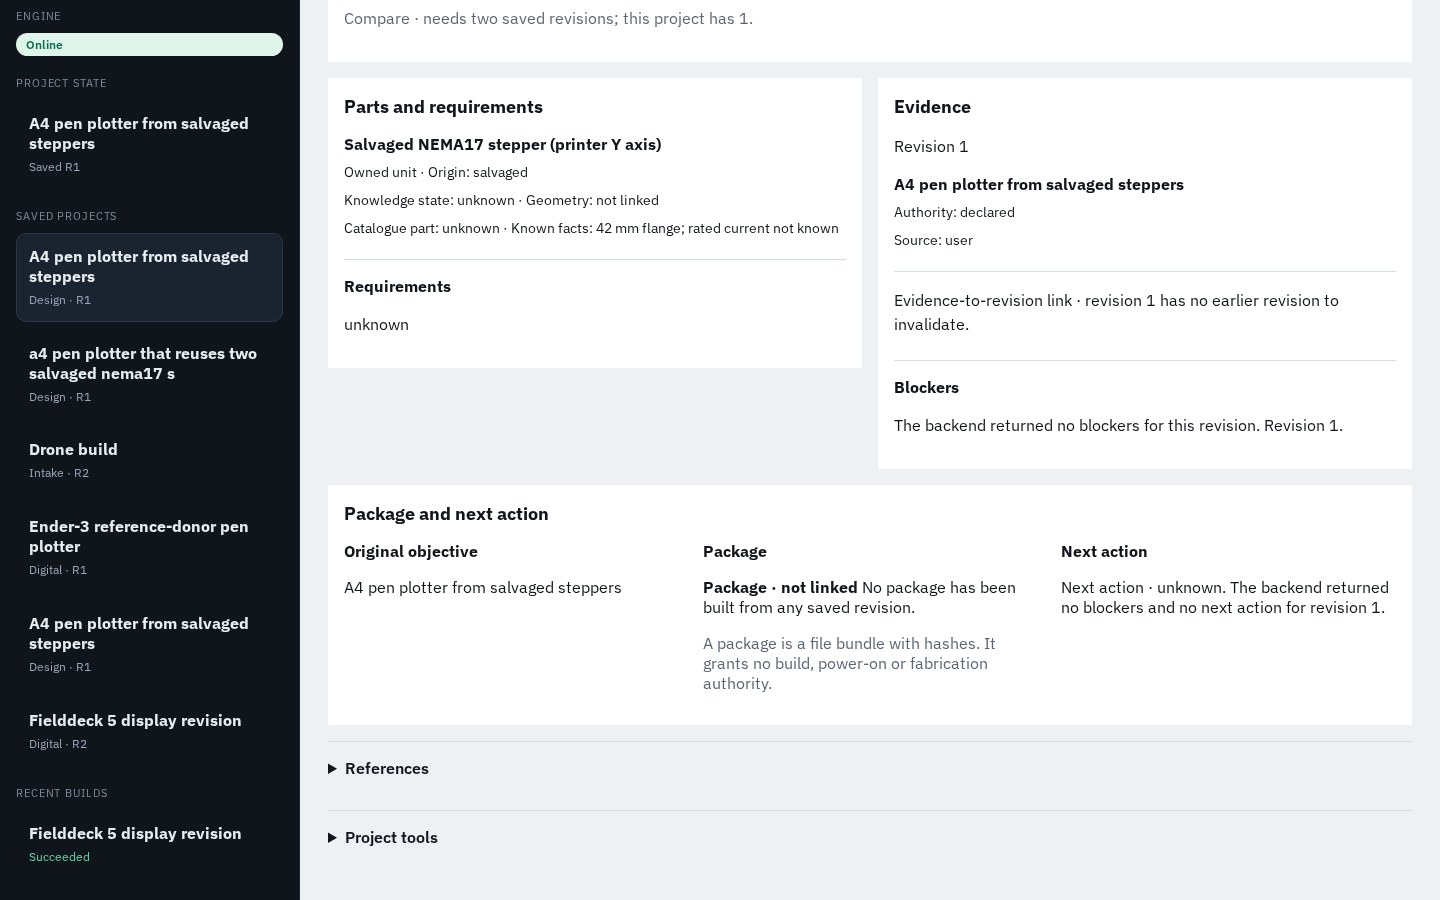 ENGINE
Online
PROJECT STATE
A4 pen plotter from salvaged
steppers
Saved R1
SAVED PROJECTS
A4 pen plotter from salvaged
steppers
Design · R1
a4 pen plotter that reuses two
salvaged nema17 s
Design · R1
Drone build
Intake · R2
Ender-3 reference-donor pen
plotter
Digital · R1
A4 pen plotter from salvaged
steppers
Design · R1
Fielddeck 5 display revision
Digital · R2
RECENT BUILDS
Fielddeck 5 display revision
Succeeded
Compare · needs two saved revisions; this project has 1.
Parts and requirements
Salvaged NEMA17 stepper (printer Y axis)
Owned unit · Origin: salvaged
Knowledge state: unknown · Geometry: not linked
Catalogue part: unknown · Known facts: 42 mm flange; rated current not known
Requirements
unknown
Evidence
Revision 1
A4 pen plotter from salvaged steppers
Authority: declared
Source: user
Evidence-to-revision link · revision 1 has no earlier revision to
invalidate.
Blockers
The backend returned no blockers for this revision. Revision 1.
Package and next action
Original objective
A4 pen plotter from salvaged steppers
Package
Package · not linked No package has been
built from any saved revision.
A package is a file bundle with hashes. It
grants no build, power-on or fabrication
authority.
Next action
Next action · unknown. The backend returned
no blockers and no next action for revision 1.
References
Project tools